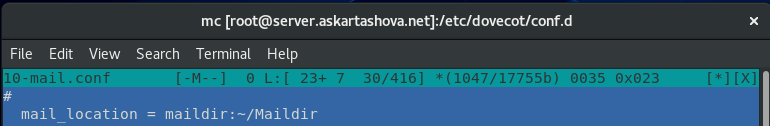 mc [root@server.askartashova.net]:/etc/dovecot/conf.d ×
File Edit View Search Terminal Help
10-mail.conf [-M--] 0 L:[ 23+ 7 30/416] *(1047/17755b) 0035 0x023 [*][X]
#
mail_location = maildir:~/Maildir